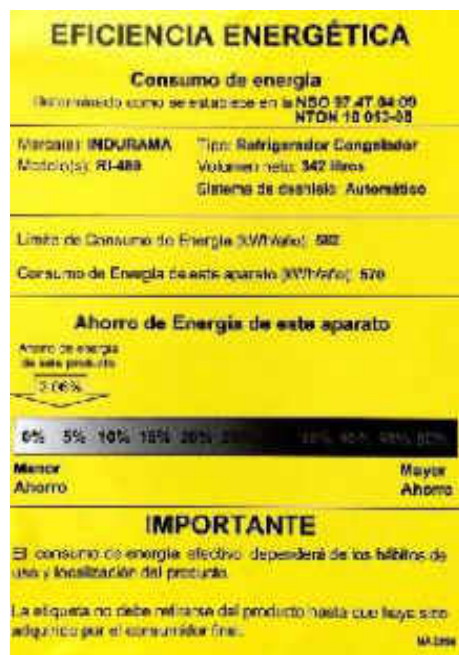 EFICIENCIA ENERGÉTICA
Consumo de energía
Determinado como se establece en la NSO 97.47.04:09
NTON 10 013-08
Marca(s): INDURAMA
Tipo: Refrigerador Congelador
Modelo(s): RI-480
Volumen neto: 342 litros
Sistema de deshielo: Automático
Límite de Consumo de Energía (kWh/año):
Consumo de Energía de este aparato (kWh/año): 570
Ahorro de Energía de este aparato
Ahorro de energía
de este producto
2.06%
0% 5% 10% 15% 20%
Menor
Ahorro
Mayor
Ahorro
IMPORTANTE
El consumo de energía efectivo dependerá de los hábitos de
uso y localización del producto
La etiqueta no debe retirarse del producto hasta que haya sido
adquirido por el consumidor final.